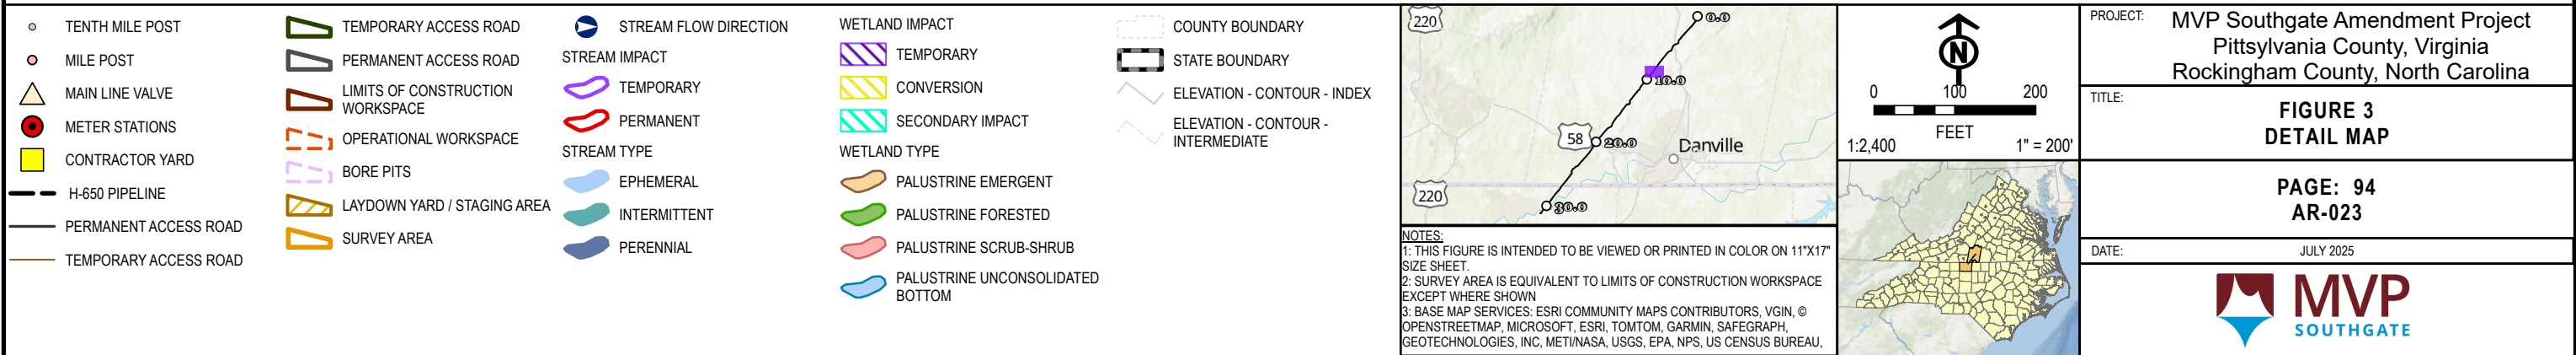 TENTH MILE POST
MILE POST
MAIN LINE VALVE
METER STATIONS
CONTRACTOR YARD
H-650 PIPELINE
PERMANENT ACCESS ROAD
TEMPORARY ACCESS ROAD
TEMPORARY ACCESS ROAD
PERMANENT ACCESS ROAD
LIMITS OF CONSTRUCTION
WORKSPACE
OPERATIONAL WORKSPACE
BORE PITS
LAYDOWN YARD / STAGING AREA
SURVEY AREA
STREAM FLOW DIRECTION
STREAM IMPACT
TEMPORARY
PERMANENT
STREAM TYPE
EPHEMERAL
INTERMITTENT
PERENNIAL
WETLAND IMPACT
TEMPORARY
CONVERSION
SECONDARY IMPACT
WETLAND TYPE
PALUSTRINE EMERGENT
PALUSTRINE FORESTED
PALUSTRINE SCRUB-SHRUB
PALUSTRINE UNCONSOLIDATED
BOTTOM
COUNTY BOUNDARY
STATE BOUNDARY
ELEVATION - CONTOUR - INDEX
ELEVATION - CONTOUR -
INTERMEDIATE
220
0.0
10.0
58
20.0
Danville
220
30.0
NOTES:
1: THIS FIGURE IS INTENDED TO BE VIEWED OR PRINTED IN COLOR ON 11"X17"
SIZE SHEET.
2: SURVEY AREA IS EQUIVALENT TO LIMITS OF CONSTRUCTION WORKSPACE
EXCEPT WHERE SHOWN
3: BASE MAP SERVICES: ESRI COMMUNITY MAPS CONTRIBUTORS, VGIN, ©
OPENSTREETMAP, MICROSOFT, ESRI, TOMTOM, GARMIN, SAFEGRAPH,
GEOTECHNOLOGIES, INC, METI/NASA, USGS, EPA, NPS, US CENSUS BUREAU,
N
0 100 200
FEET
1:2,400 1" = 200'
PROJECT: MVP Southgate Amendment Project
Pittsylvania County, Virginia
Rockingham County, North Carolina
TITLE:
FIGURE 3
DETAIL MAP
PAGE: 94
AR-023
DATE: JULY 2025
MVP
SOUTHGATE